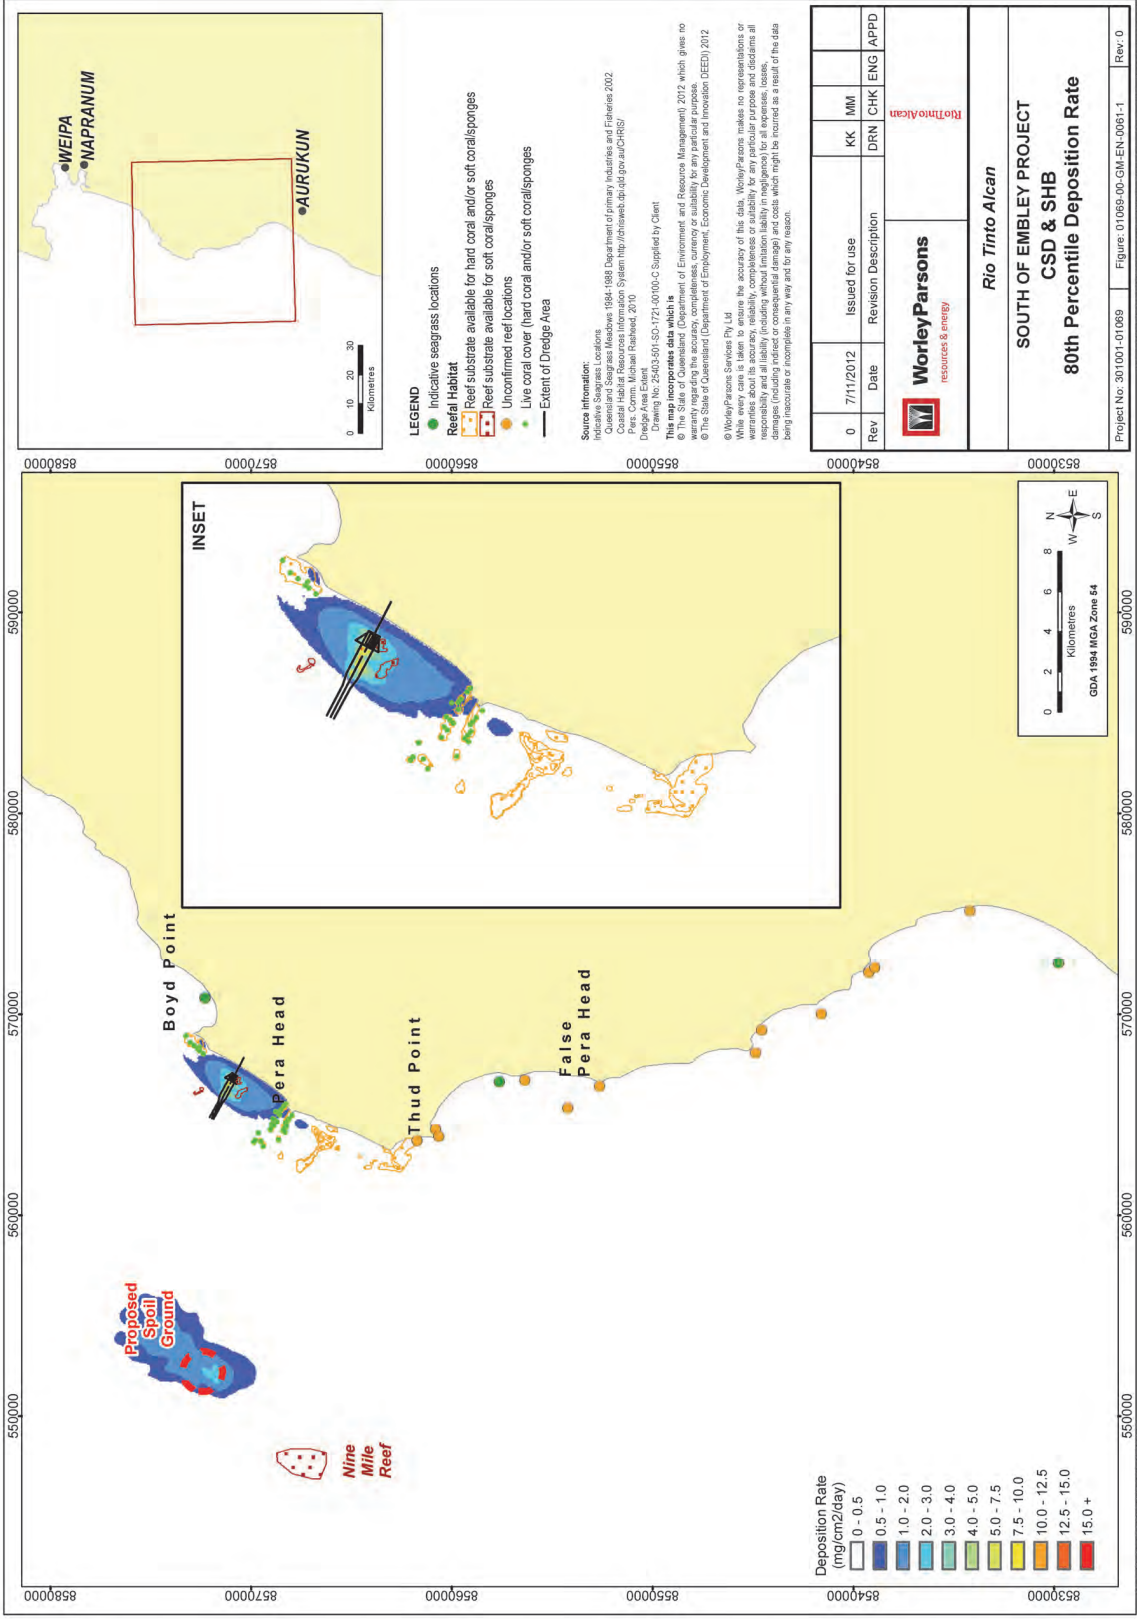 WEIPA
NAPRANUM
AURUKUN
0 10 20 30
Kilometres
LEGEND
Indicative seagrass locations
Reefal Habitat
Reef substrate available for hard coral and/or soft coral/sponges
Reef substrate available for soft coral/sponges
Unconfirmed reef locations
Live coral cover (hard coral and/or soft coral/sponges
Extent of Dredge Area
Source infromation:
Indicative Seagrass Locations
Queensland Seagrass Meadows 1984-1988 Department of primary Industries and Fisheries 2002
Coastal Habitat Resources Information System http://chrisweb.dpi.qld.gov.au/CHRIS/
Pers. Comm. Michael Rasheed, 2010
Dredge Area Extent
Drawing No: 25403-501-SO-1721-00100-C Supplied by Client
This map incorporates data which is
© The State of Queensland (Department of Environment and Resource Management) 2012 which gives no
warranty regarding the accuracy, completeness, currency or suitability for any particular purpose.
© The State of Queensland (Department of Employment, Economic Development and Innovation DEEDI) 2012
© WorleyParsons Services Pty Ltd
While every care is taken to ensure the accuracy of this data, WorleyParsons makes no representations or
warranties about its accuracy, reliability, completeness or suitability for any particular purpose and disclaims all
responsibility and all liability (including without limitation liability in negligence) for all expenses, losses,
damages (including indirect or consequential damage) and costs which might be incurred as a result of the data
being inaccurate or incomplete in any way and for any reason.
0 7/11/2012 Issued for use KK MM
Rev Date Revision Description DRN CHK ENG APPD
WorleyParsons
resources & energy
RioTintoAlcan
Rio Tinto Alcan
SOUTH OF EMBLEY PROJECT
CSD & SHB
80th Percentile Deposition Rate
Project No: 301001-01069 Figure: 01069-00-GM-EN-0061-1 Rev: 0
550000 560000 570000 580000 590000
8580000
8570000
8560000
8550000
8540000
8530000
INSET
Boyd Point
Pera Head
Thud Point
False
Pera Head
Proposed
Spoil
Ground
Nine
Mile
Reef
Deposition Rate
(mg/cm2/day)
0 - 0.5
0.5 - 1.0
1.0 - 2.0
2.0 - 3.0
3.0 - 4.0
4.0 - 5.0
5.0 - 7.5
7.5 - 10.0
10.0 - 12.5
12.5 - 15.0
15.0 +
N
W E
S
0 2 4 6 8
Kilometres
GDA 1994 MGA Zone 54
550000 560000 570000 580000 590000
8580000
8570000
8560000
8550000
8540000
8530000